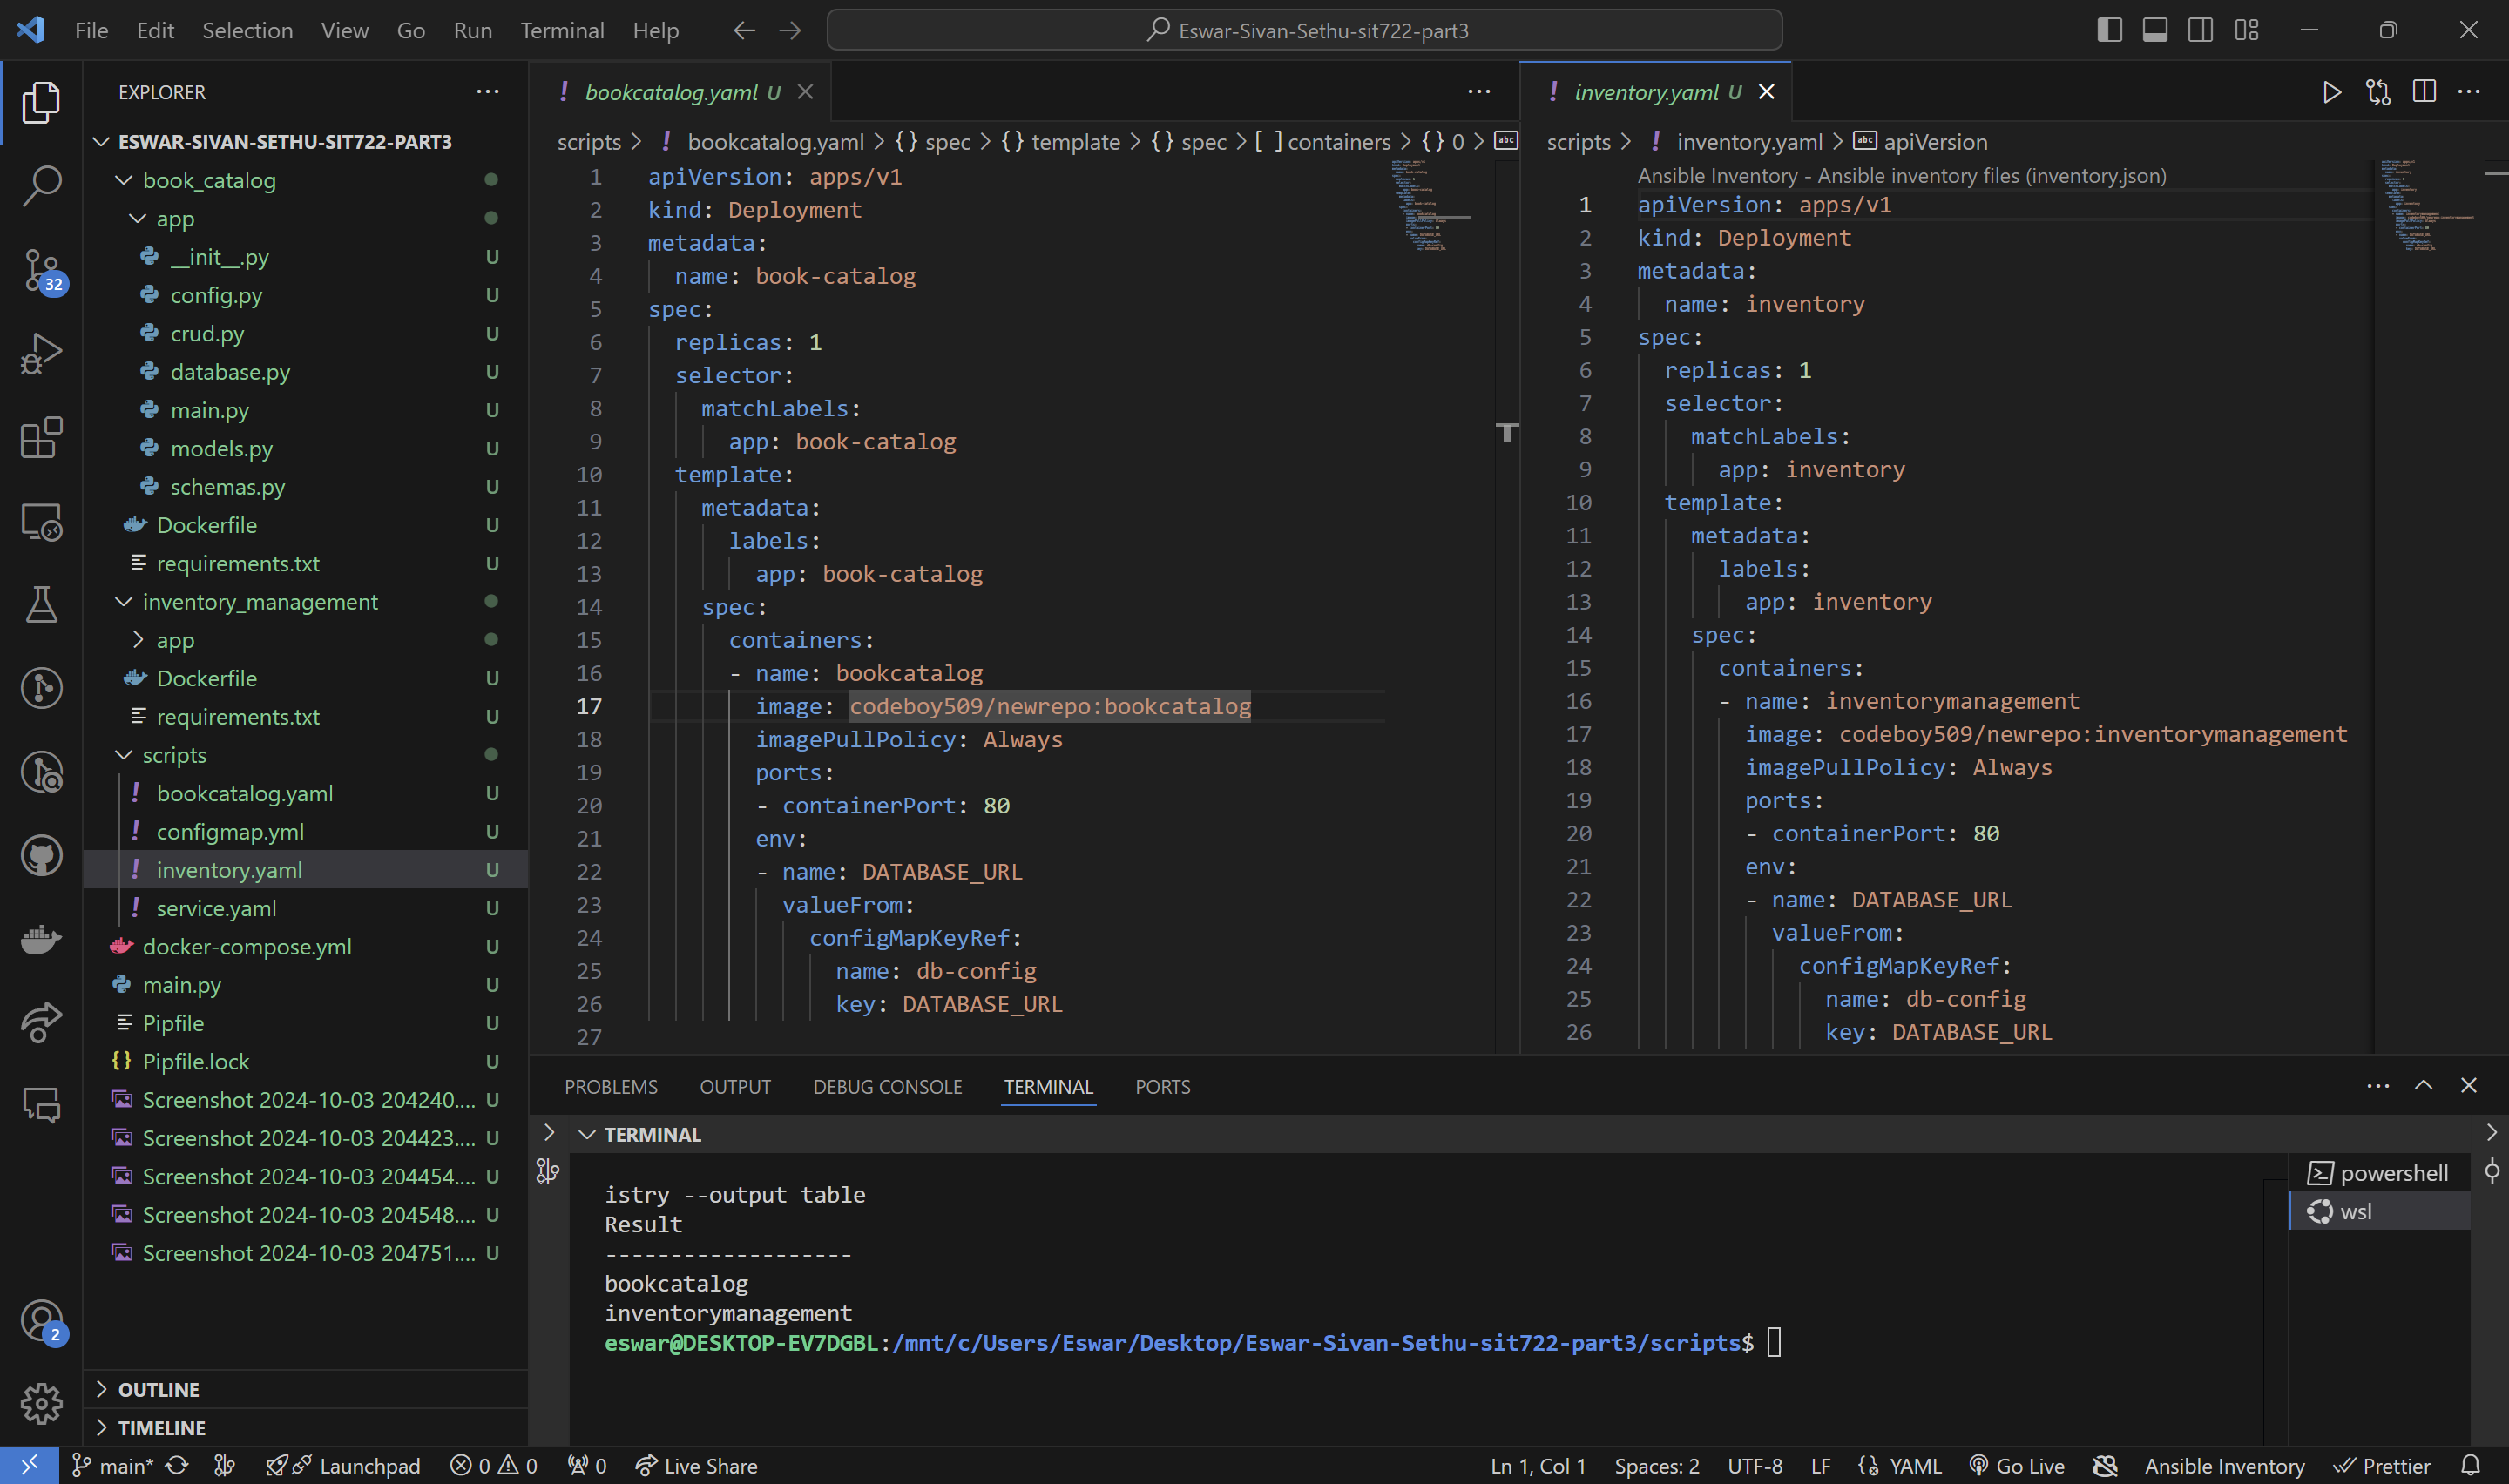 File Edit Selection View Go Run Terminal Help
Eswar-Sivan-Sethu-sit722-part3
EXPLORER
ESWAR-SIVAN-SETHU-SIT722-PART3
book_catalog
app
__init__.py U
config.py U
crud.py U
database.py U
main.py U
models.py U
schemas.py U
Dockerfile U
requirements.txt U
inventory_management
app
Dockerfile U
requirements.txt U
scripts
bookcatalog.yaml U
configmap.yml U
inventory.yaml U
service.yaml U
docker-compose.yml U
main.py U
Pipfile U
Pipfile.lock U
Screenshot 2024-10-03 204240.... U
Screenshot 2024-10-03 204423.... U
Screenshot 2024-10-03 204454.... U
Screenshot 2024-10-03 204548.... U
Screenshot 2024-10-03 204751.... U
OUTLINE
TIMELINE
32
2
bookcatalog.yaml U
scripts > bookcatalog.yaml > {} spec > {} template > {} spec > [ ] containers > {} 0 > abc
1 apiVersion: apps/v1
2 kind: Deployment
3 metadata:
4 name: book-catalog
5 spec:
6 replicas: 1
7 selector:
8 matchLabels:
9 app: book-catalog
10 template:
11 metadata:
12 labels:
13 app: book-catalog
14 spec:
15 containers:
16 - name: bookcatalog
17 image: codeboy509/newrepo:bookcatalog
18 imagePullPolicy: Always
19 ports:
20 - containerPort: 80
21 env:
22 - name: DATABASE_URL
23 valueFrom:
24 configMapKeyRef:
25 name: db-config
26 key: DATABASE_URL
27
inventory.yaml U
scripts > inventory.yaml > abc apiVersion
Ansible Inventory - Ansible inventory files (inventory.json)
1 apiVersion: apps/v1
2 kind: Deployment
3 metadata:
4 name: inventory
5 spec:
6 replicas: 1
7 selector:
8 matchLabels:
9 app: inventory
10 template:
11 metadata:
12 labels:
13 app: inventory
14 spec:
15 containers:
16 - name: inventorymanagement
17 image: codeboy509/newrepo:inventorymanagement
18 imagePullPolicy: Always
19 ports:
20 - containerPort: 80
21 env:
22 - name: DATABASE_URL
23 valueFrom:
24 configMapKeyRef:
25 name: db-config
26 key: DATABASE_URL
PROBLEMS OUTPUT DEBUG CONSOLE TERMINAL PORTS
TERMINAL
istry --output table
Result
-------------------
bookcatalog
inventorymanagement
eswar@DESKTOP-EV7DGBL:/mnt/c/Users/Eswar/Desktop/Eswar-Sivan-Sethu-sit722-part3/scripts$
powershell
wsl
main* Launchpad 0 0 0 Live Share Ln 1, Col 1 Spaces: 2 UTF-8 LF YAML Go Live Ansible Inventory Prettier